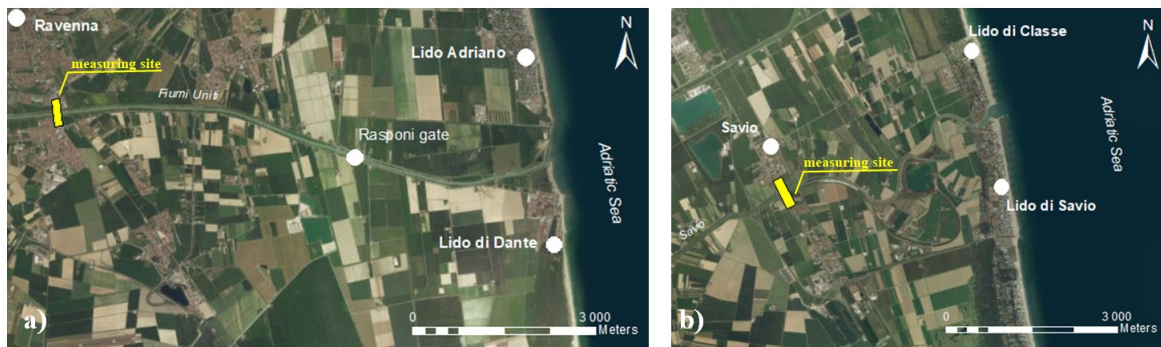 Ravenna
measuring site
Fiumi Uniti
Lido Adriano
N
Rasponi gate
Adriatic Sea
Lido di Dante
a)
0 3 000
Meters
Lido di Classe
N
Savio
Adriatic Sea
measuring site
Lido di Savio
Savio
b)
0 3 000
Meters